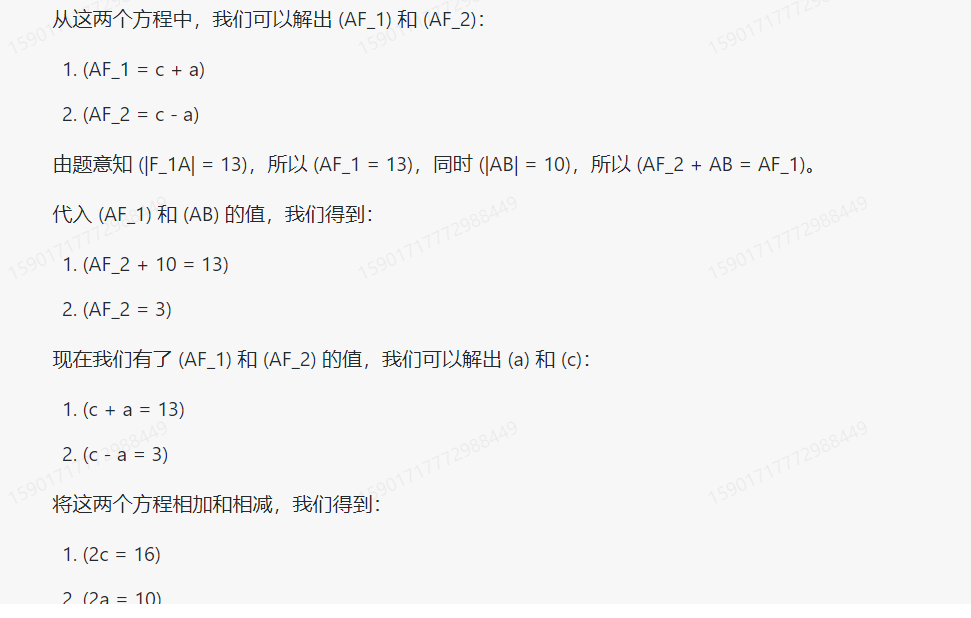 从这两个方程中，我们可以解出 (AF_1) 和 (AF_2)：
1. (AF_1 = c + a)
2. (AF_2 = c - a)
由题意知 (|F_1A| = 13)，所以 (AF_1 = 13)，同时 (|AB| = 10)，所以 (AF_2 + AB = AF_1)。
代入 (AF_1) 和 (AB) 的值，我们得到：
1. (AF_2 + 10 = 13)
2. (AF_2 = 3)
现在我们有了 (AF_1) 和 (AF_2) 的值，我们可以解出 (a) 和 (c)：
1. (c + a = 13)
2. (c - a = 3)
将这两个方程相加和相减，我们得到：
1. (2c = 16)
2. (2a = 10)
15901717772988449
15901717772988449
15901717772988449
15901717772988449
15901717772988449
15901717772988449